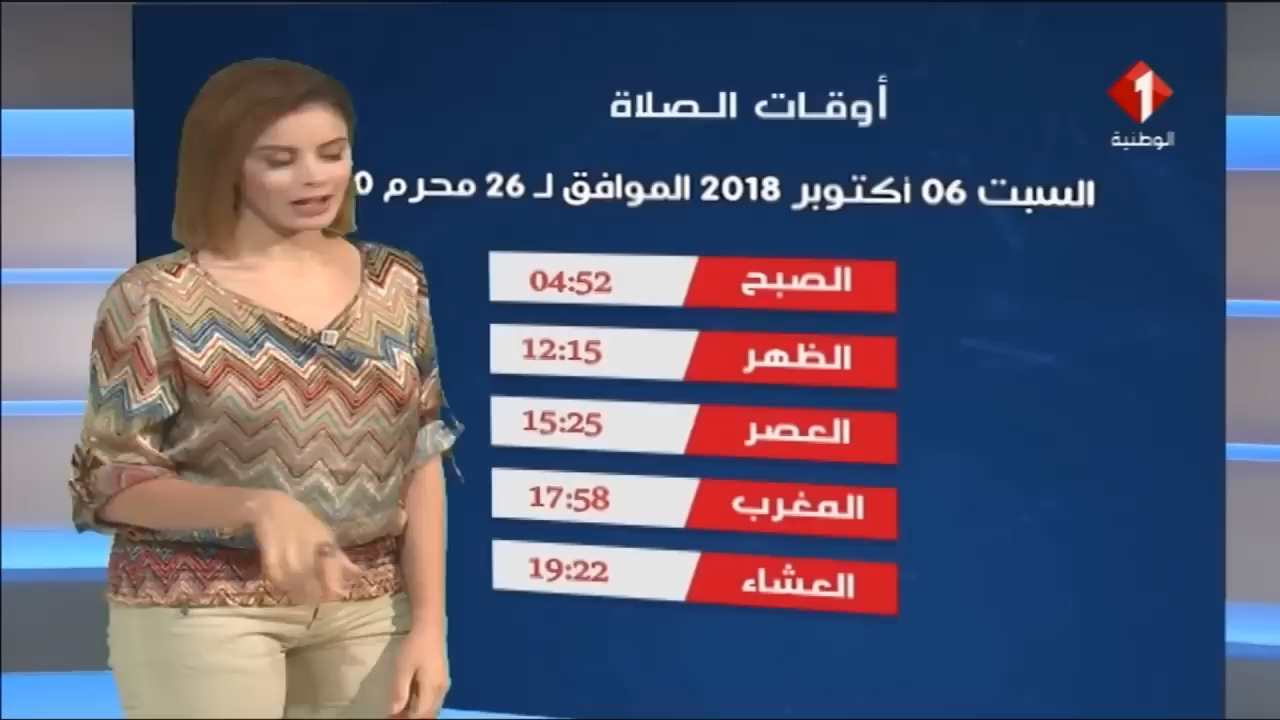 أوقات الصلاة
1
الوطنية
السبت 06 أكتوبر 2018 الموافق لـ 26 محرم
الصبح 04:52
الظهر 12:15
العصر 15:25
المغرب 17:58
العشاء 19:22